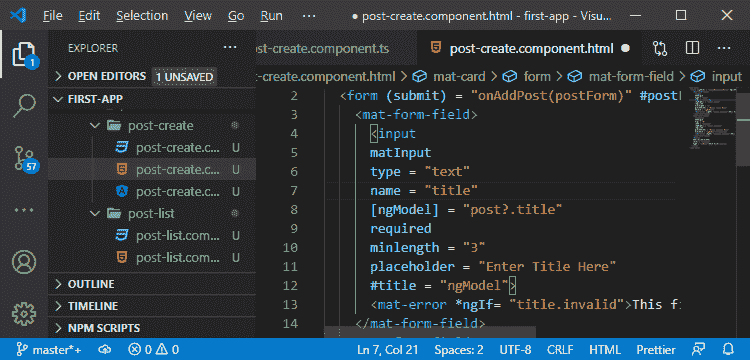 File Edit Selection View Go Run ··· ● post-create.component.html - first-app - Visu...
EXPLORER ···
OPEN EDITORS 1 UNSAVED
FIRST-APP
post-create
post-create.c... U
post-create.c... U
post-create.c... U
post-list
post-list.com... U
post-list.com... U
OUTLINE
TIMELINE
NPM SCRIPTS
1
57
ost-create.component.ts post-create.component.html ●
-create.component.html > mat-card > form > mat-form-field > input
2 <form (submit) = "onAddPost(postForm)" #post
3 <mat-form-field>
4 <input
5 matInput
6 type = "text"
7 name = "title"
8 [ngModel] = "post?.title"
9 required
10 minlength = "3"
11 placeholder = "Enter Title Here"
12 #title = "ngModel">
13 <mat-error *ngIf= "title.invalid">This fi
14 </mat-form-field>
master*+ 0 0 Ln 7, Col 21 Spaces: 2 UTF-8 CRLF HTML Prettier